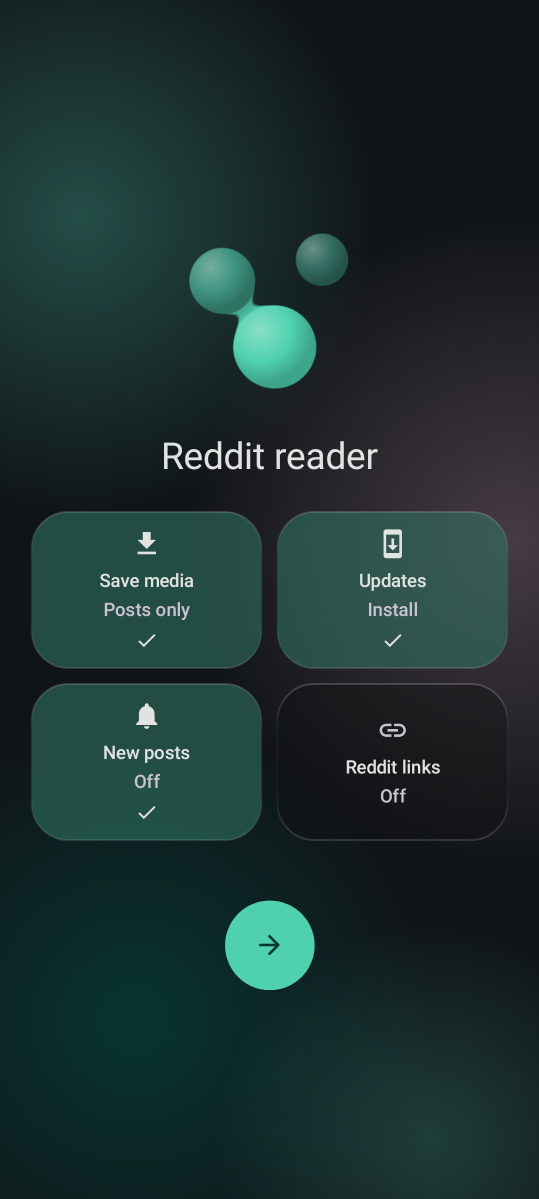 Reddit reader
Save media
Posts only
Updates
Install
New posts
Off
Reddit links
Off